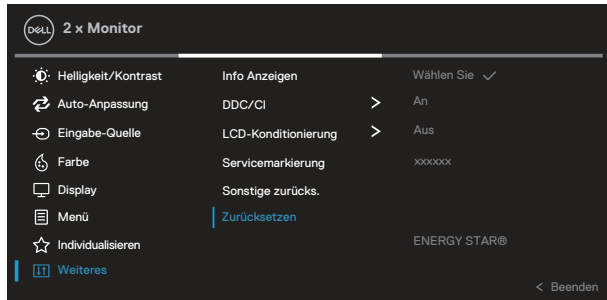 DELL 2 x Monitor
Helligkeit/Kontrast Info Anzeigen Wählen Sie ✓
Auto-Anpassung DDC/CI > An
Eingabe-Quelle LCD-Konditionierung > Aus
Farbe Servicemarkierung xxxxxx
Display Sonstige zurücks.
Menü Zurücksetzen
Individualisieren ENERGY STAR®
Weiteres
< Beenden